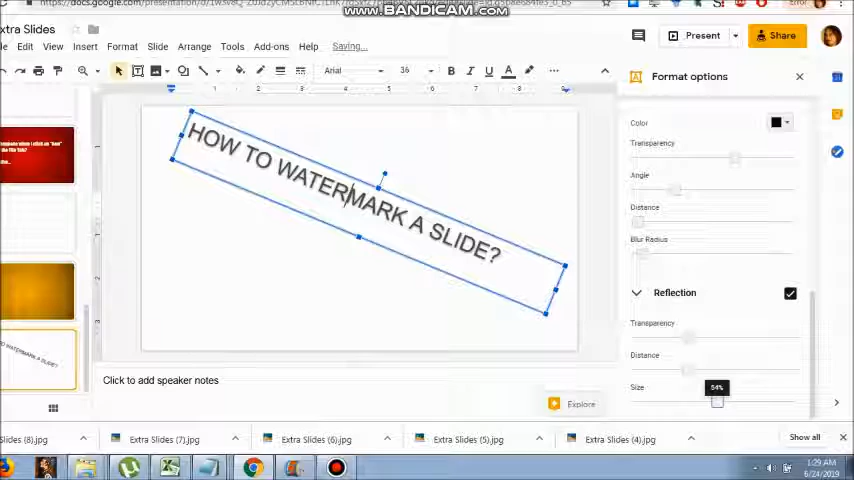 www.BANDICAM.com
xtra Slides
Edit View Insert Format Slide Arrange Tools Add-ons Help Saving...
Present
Share
Arial 36
B I U A
Format options
Color
Transparency
Angle
Distance
Blur Radius
Reflection
Transparency
Distance
Size
54%
HOW TO WATERMARK A SLIDE?
Click to add speaker notes
Explore
Slides (8).jpg
Extra Slides (7).jpg
Extra Slides (6).jpg
Extra Slides (5).jpg
Extra Slides (4).jpg
Show all
1:29 AM
6/24/2019